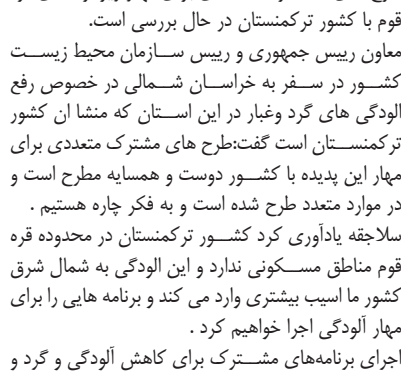 قوم با کشور ترکمنستان در حال بررسی است.
معاون رییس جمهوری و رییس سازمان محیط زیست
کشور در سفر به خراسان شمالی در خصوص رفع
الودگی های گرد وغبار در این استان که منشا ان کشور
ترکمنستان است گفت:طرح های مشترک متعددی برای
مهار این پدیده با کشور دوست و همسایه مطرح است و
در موارد متعدد طرح شده است و به فکر چاره هستیم .
سلاجقه یادآوری کرد کشور ترکمنستان در محدوده قره
قوم مناطق مسکونی ندارد و این الودگی به شمال شرق
کشور ما اسیب بیشتری وارد می کند و برنامه هایی را برای
مهار آلودگی اجرا خواهیم کرد .
اجرای برنامه‌های مشترک برای کاهش آلودگی و گرد و